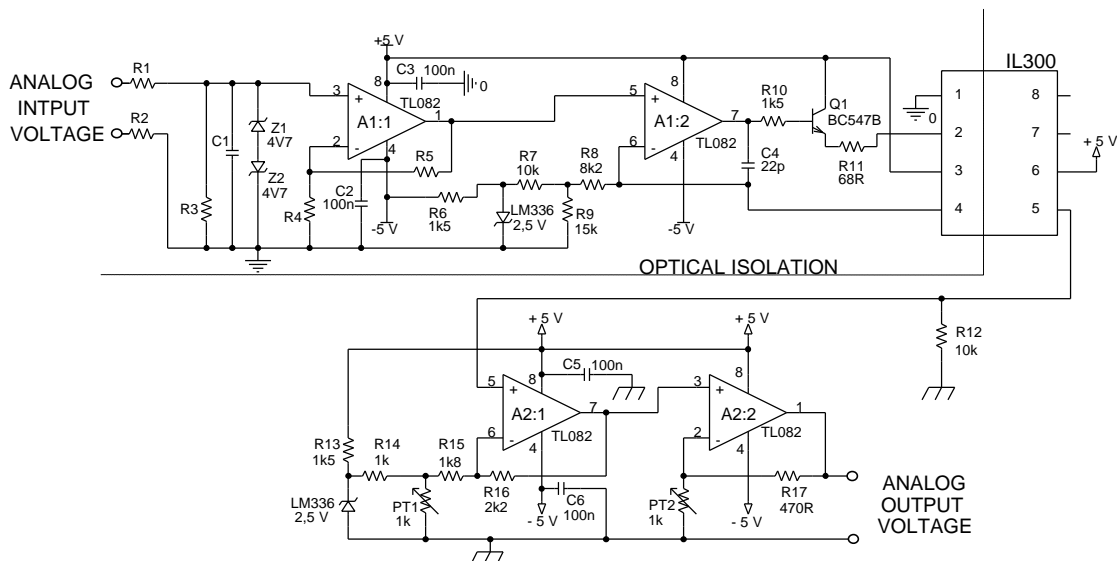 +5 V
C3 100n
0
IL300
ANALOG
INTPUT
VOLTAGE
R1
R2
R3
C1
Z1
4V7
Z2
4V7
R4
C2
100n
3
+
2
-
8
A1:1
TL082
1
4
R5
R6
1k5
-5 V
R7
10k
LM336
2,5 V
R8
8k2
R9
15k
5
+
6
-
8
A1:2
TL082
7
4
-5 V
R10
1k5
C4
22p
Q1
BC547B
R11
68R
0
1
2
3
4
8
7
6
5
+ 5 V
OPTICAL ISOLATION
R12
10k
+ 5 V
C5
100n
5
+
6
-
8
A2:1
TL082
7
4
R13
1k5
R14
1k
R15
1k8
R16
2k2
LM336
2,5 V
PT1
1k
C6
100n
- 5 V
+ 5 V
3
+
2
-
8
A2:2
TL082
1
4
PT2
1k
R17
470R
- 5 V
ANALOG
OUTPUT
VOLTAGE